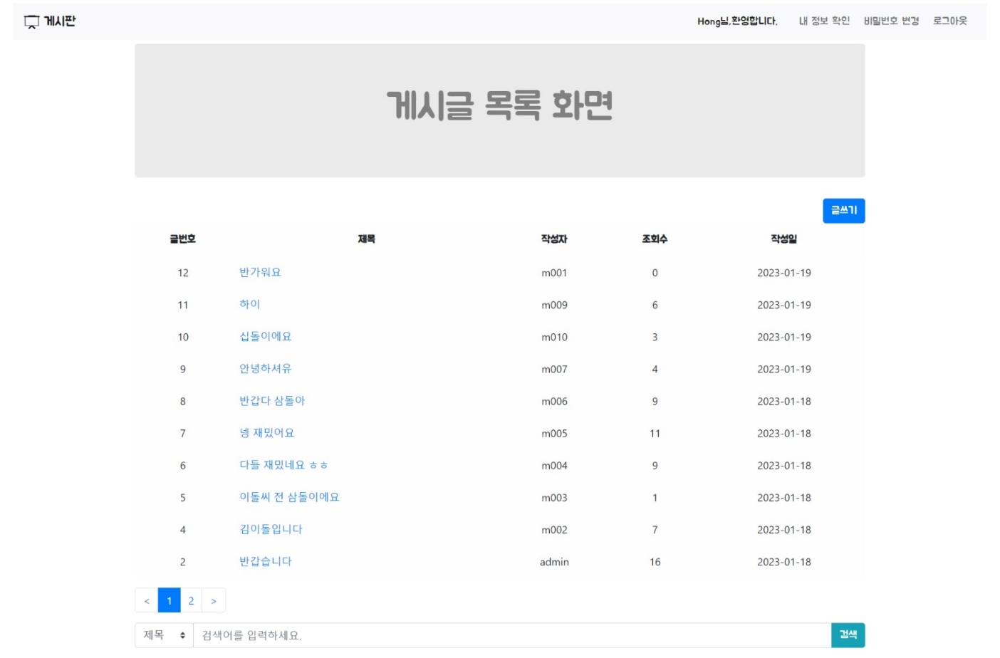 게시판 Hong님,환영합니다. 내 정보 확인 비밀번호 변경 로그아웃
게시글 목록 화면
글쓰기
글번호 제목 작성자 조회수 작성일
12 반가워요 m001 0 2023-01-19
11 하이 m009 6 2023-01-19
10 십돌이에요 m010 3 2023-01-19
9 안녕하셔유 m007 4 2023-01-19
8 반갑다 삼돌아 m006 9 2023-01-18
7 넹 재밌어요 m005 11 2023-01-18
6 다들 재밌네요 ㅎㅎ m004 9 2023-01-18
5 이돌씨 전 삼돌이에요 m003 1 2023-01-18
4 김이돌입니다 m002 7 2023-01-18
2 반갑습니다 admin 16 2023-01-18
< 1 2 >
제목 검색어를 입력하세요. 검색